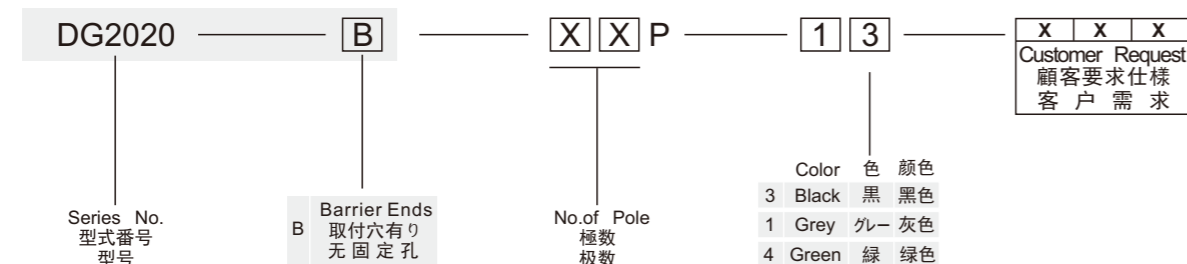 DG2020 B X X P 1 3
X X X
Customer Request
顧客要求仕様
客户需求
Series No.
型式番号
型号
B
Barrier Ends
取付穴有り
无固定孔
No.of Pole
極数
极数
Color 色 颜色
3 Black 黒 黑色
1 Grey グレー 灰色
4 Green 緑 绿色